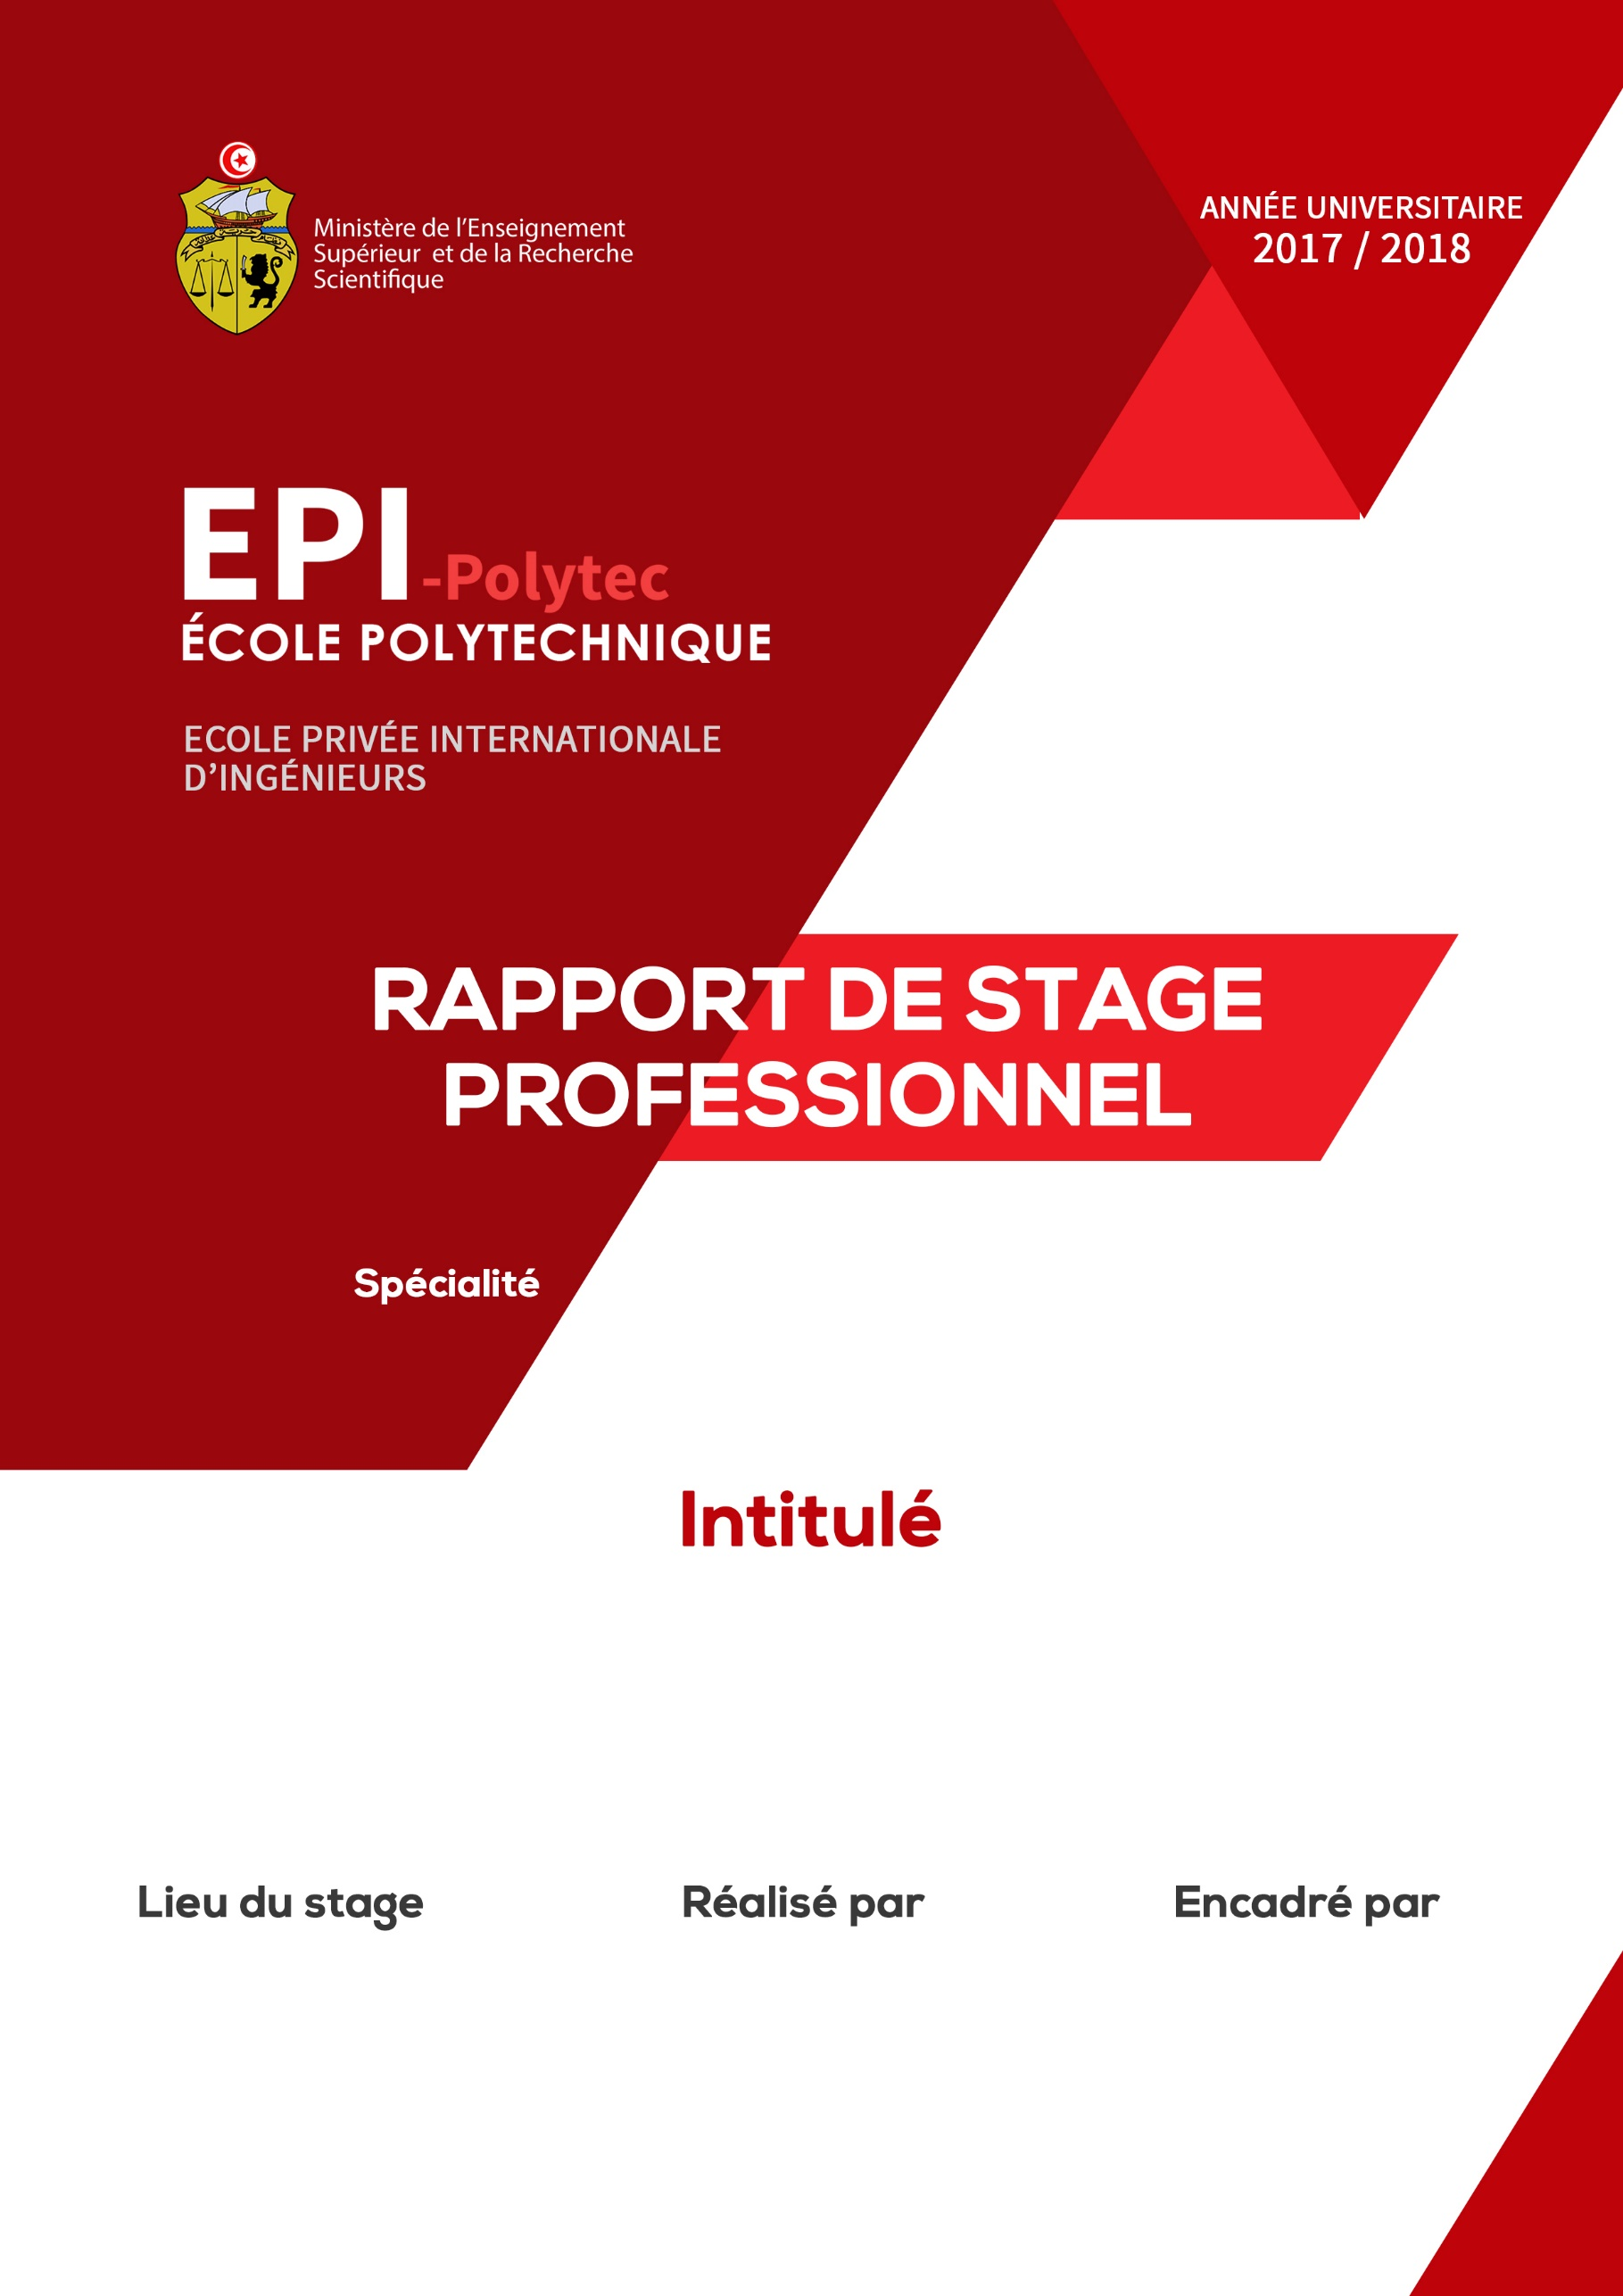 Ministère de l'Enseignement
Supérieur et de la Recherche
Scientifique
ANNÉE UNIVERSITAIRE
2017 / 2018
EPI-Polytec
ÉCOLE POLYTECHNIQUE
ECOLE PRIVÉE INTERNATIONALE
D'INGÉNIEURS
RAPPORT DE STAGE
PROFESSIONNEL
Spécialité
Intitulé
Lieu du stage
Réalisé par
Encadré par